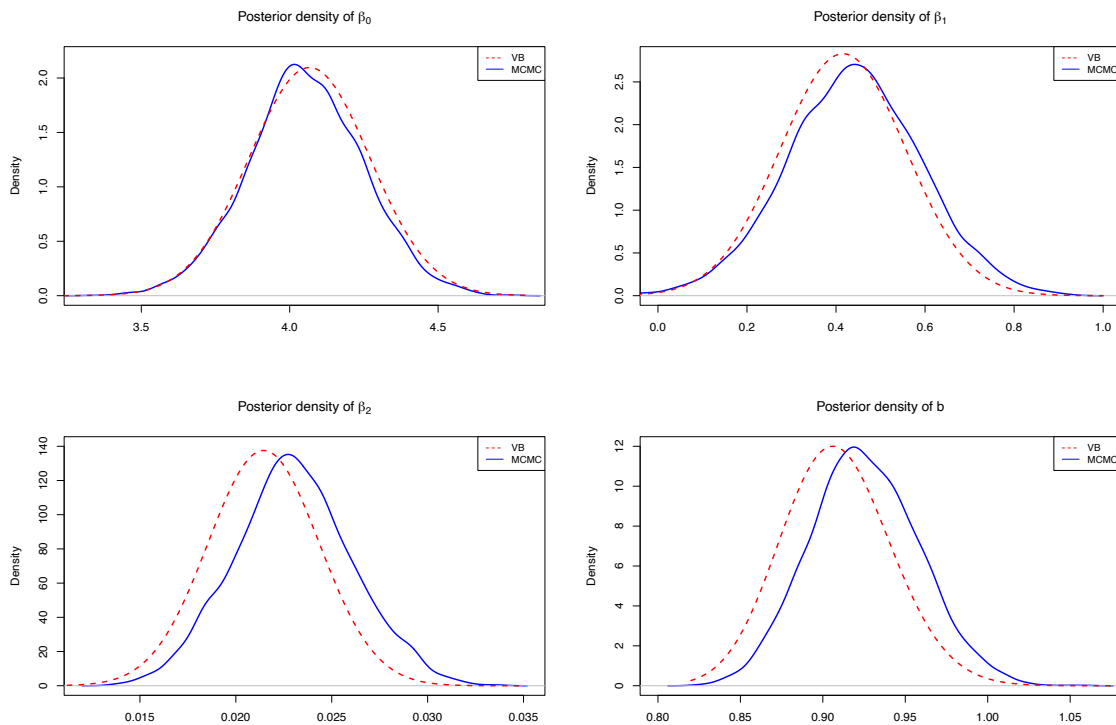 Posterior density of β0
Density
0.0 0.5 1.0 1.5 2.0
3.5 4.0 4.5
VB
MCMC
Posterior density of β1
Density
0.0 0.5 1.0 1.5 2.0 2.5
0.0 0.2 0.4 0.6 0.8 1.0
VB
MCMC
Posterior density of β2
Density
0 20 40 60 80 100 120 140
0.015 0.020 0.025 0.030 0.035
VB
MCMC
Posterior density of b
Density
0 2 4 6 8 10 12
0.80 0.85 0.90 0.95 1.00 1.05
VB
MCMC